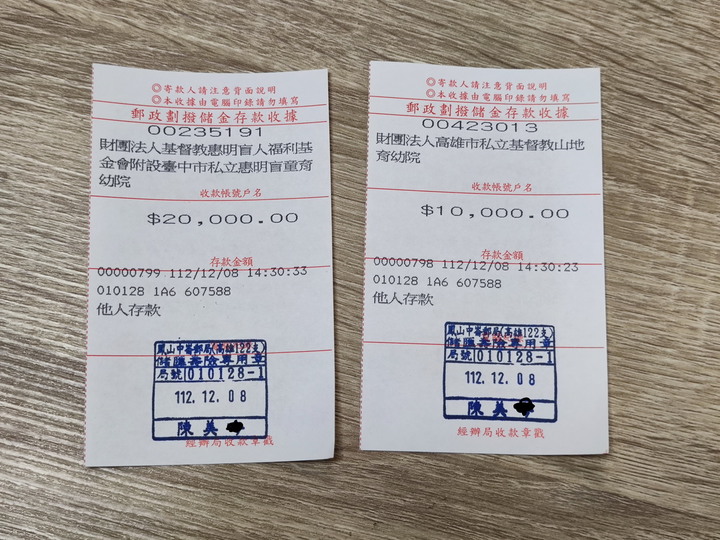 ◎寄款人請注意背面說明
◎本收據由電腦印錄請勿填寫
郵政劃撥儲金存款收據
00235191
財團法人基督教惠明盲人福利基
金會附設臺中市私立惠明盲童育
幼院
收款帳號戶名
$20,000.00
存款金額
00000799 112/12/08 14:30:33
010128 1A6 607588
他人存款
鳳山中崙郵局(高雄122支)
儲匯壽險專用章
局號 010128-1
112.12.08
陳美
經辦局收款章戳
◎寄款人請注意背面說明
◎本收據由電腦印錄請勿填寫
郵政劃撥儲金存款收據
00423013
財團法人高雄市私立基督教山地
育幼院
收款帳號戶名
$10,000.00
存款金額
00000798 112/12/08 14:30:23
010128 1A6 607588
他人存款
鳳山中崙郵局(高雄122支)
儲匯壽險專用章
局號 010128-1
112.12.08
陳美
經辦局收款章戳